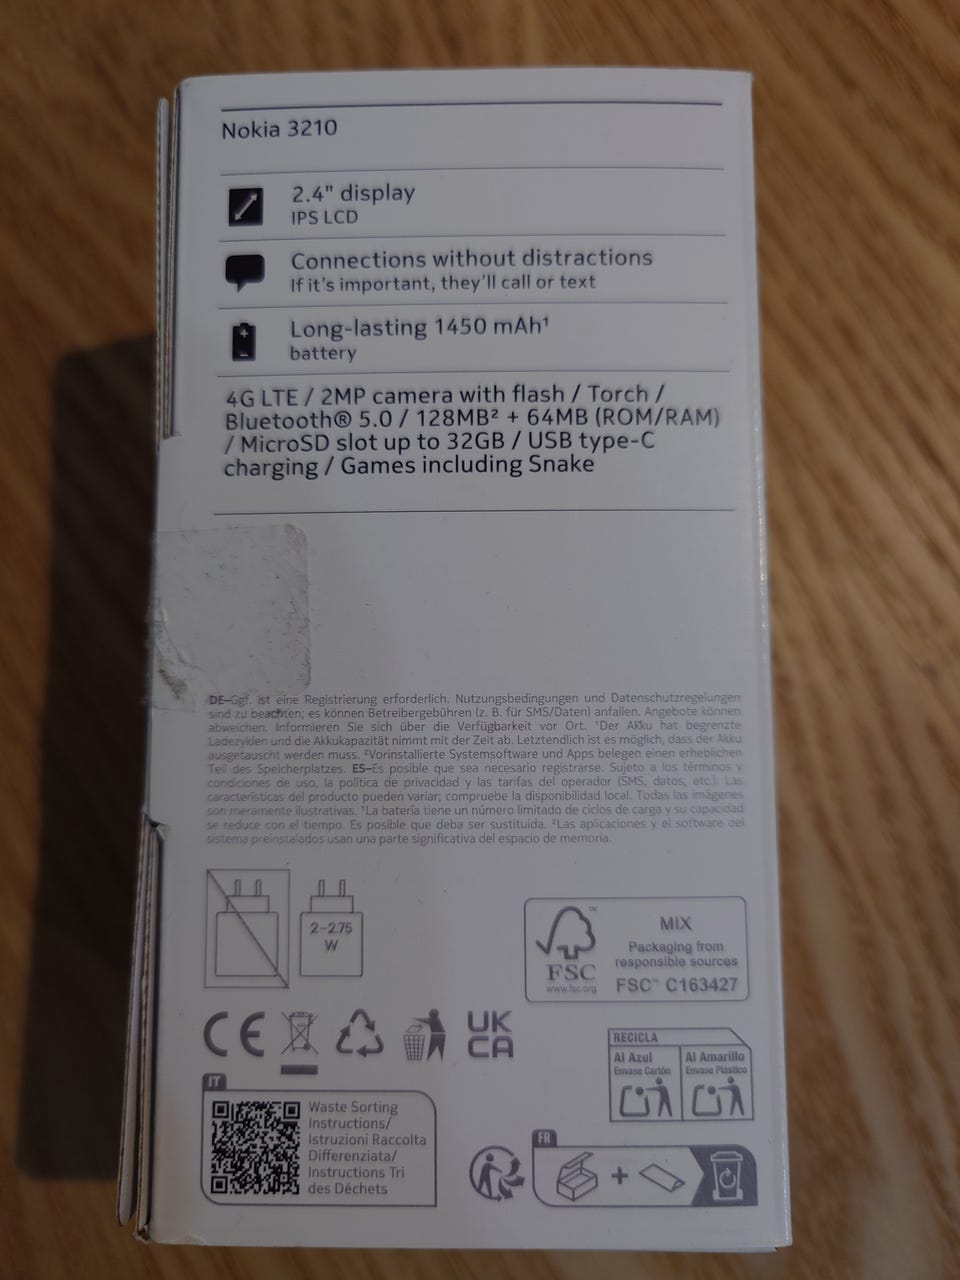 Nokia 3210
2.4" display
IPS LCD
Connections without distractions
If it's important, they'll call or text
Long-lasting 1450 mAh¹
battery
4G LTE / 2MP camera with flash / Torch /
Bluetooth® 5.0 / 128MB² + 64MB (ROM/RAM)
/ MicroSD slot up to 32GB / USB type-C
charging / Games including Snake
DE–Ggf. ist eine Registrierung erforderlich. Nutzungsbedingungen und Datenschutzregelungen
sind zu beachten; es können Betreibergebühren (z. B. für SMS/Daten) anfallen. Angebote können
abweichen. Informieren Sie sich über die Verfügbarkeit vor Ort. ¹Der Akku hat begrenzte
Ladezyklen und die Akkukapazität nimmt mit der Zeit ab. Letztendlich ist es möglich, dass der Akku
ausgetauscht werden muss. ²Vorinstallierte Systemsoftware und Apps belegen einen erheblichen
Teil des Speicherplatzes. ES–Es posible que sea necesario registrarse. Sujeto a los términos y
condiciones de uso, la política de privacidad y las tarifas del operador (SMS, datos, etc.). Las
características del producto pueden variar; compruebe la disponibilidad local. Todas las imágenes
son meramente ilustrativas. ¹La batería tiene un número limitado de ciclos de carga y su capacidad
se reduce con el tiempo. Es posible que deba ser sustituida. ²Las aplicaciones y el software del
sistema preinstalados usan una parte significativa del espacio de memoria.
2–2.75
W
FSC
www.fsc.org
MIX
Packaging from
responsible sources
FSC™ C163427
CE
UK
CA
RECICLA
Al Azul
Envase Cartón
Al Amarillo
Envase Plástico
IT
Waste Sorting
Instructions/
Istruzioni Raccolta
Differenziata/
Instructions Tri
des Déchets
FR